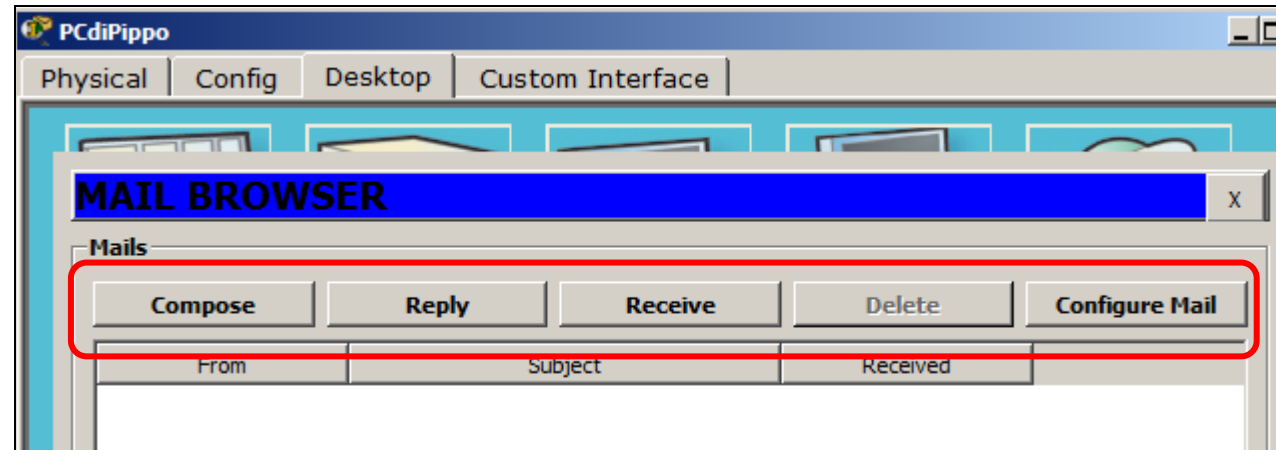 PCdiPippo
Physical Config Desktop Custom Interface
MAIL BROWSER X
Mails
Compose Reply Receive Delete Configure Mail
From Subject Received